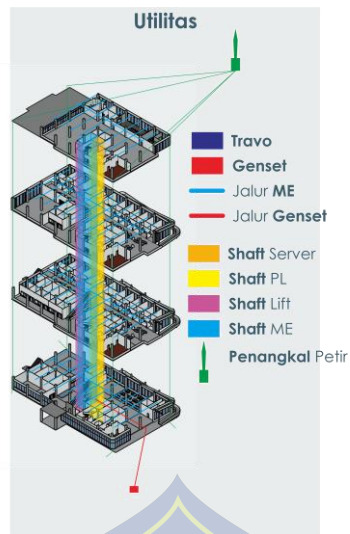 Utilitas
Travo
Genset
Jalur ME
Jalur Genset
Shaft Server
Shaft PL
Shaft Lift
Shaft ME
Penangkal Petir